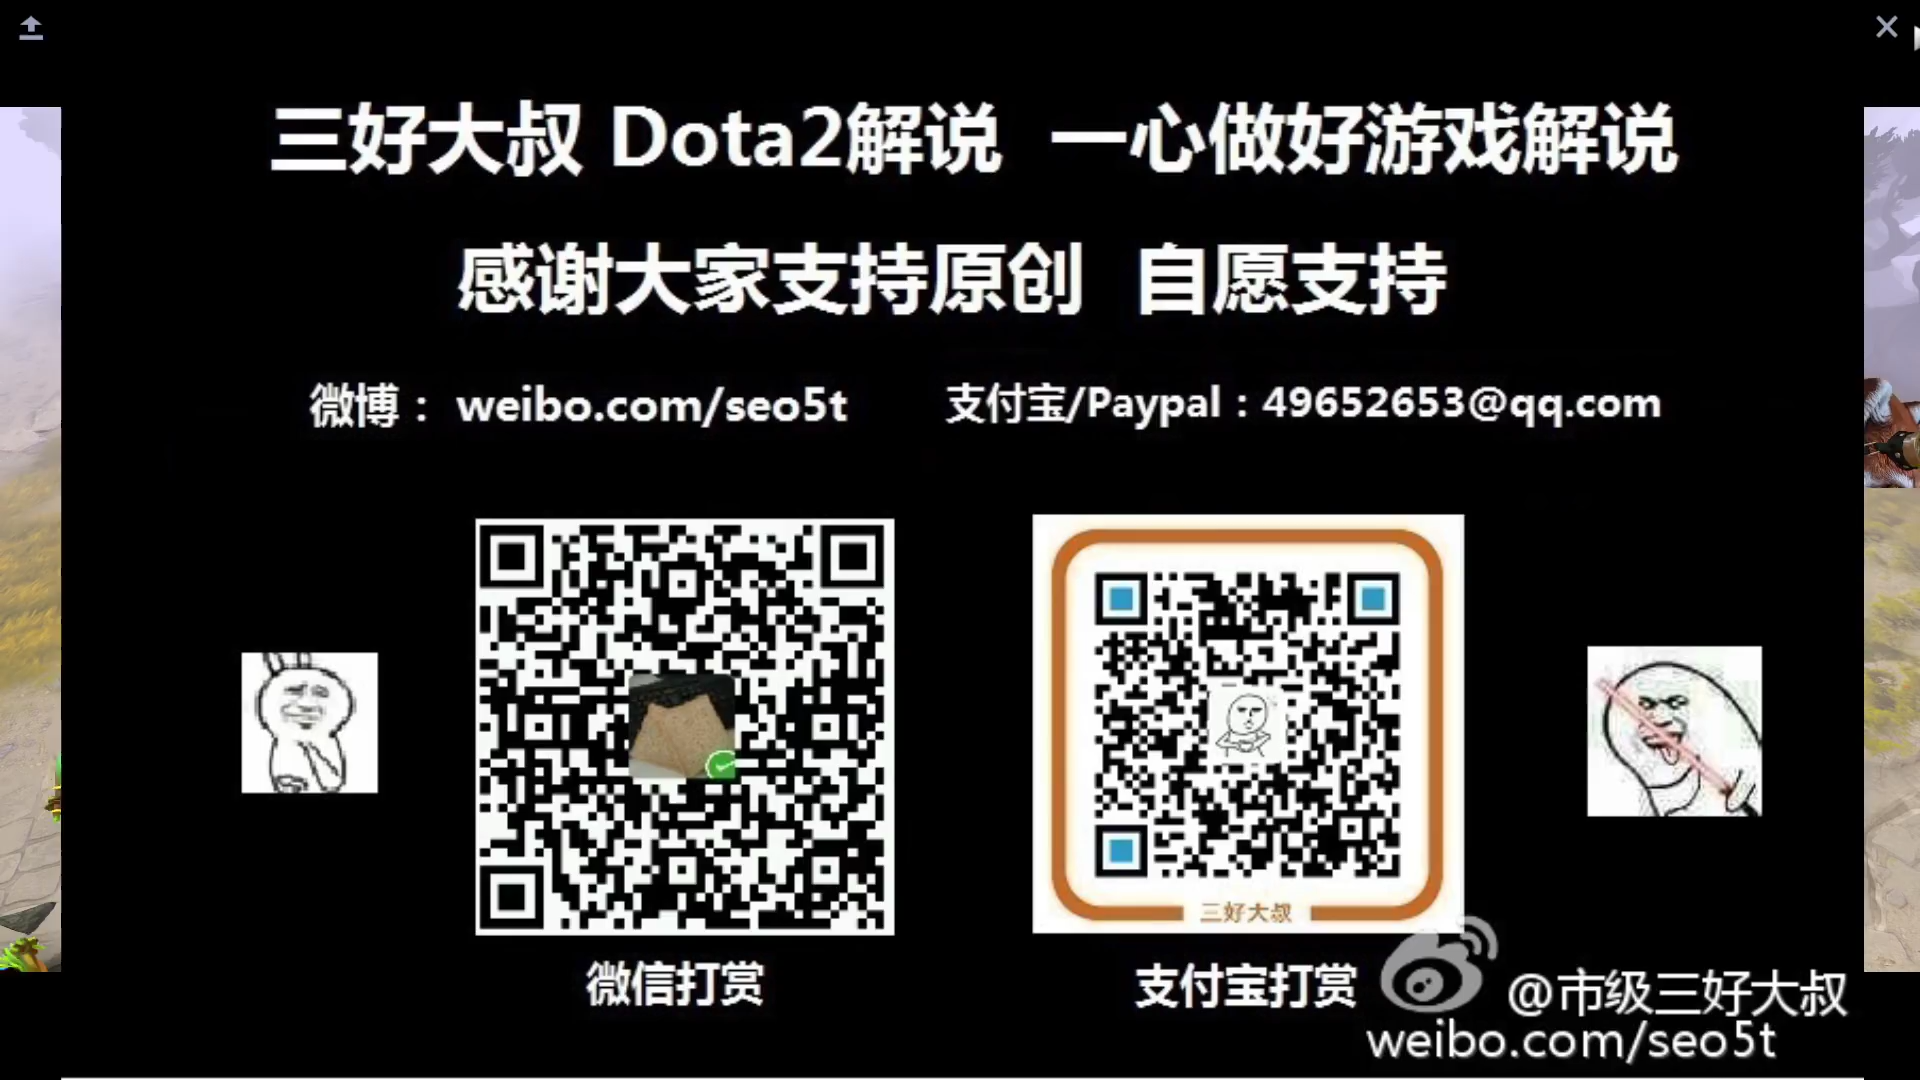 三好大叔 Dota2解说 一心做好游戏解说
感谢大家支持原创 自愿支持
微博： weibo.com/seo5t 支付宝/Paypal：49652653@qq.com
三好大叔
微信打赏 支付宝打赏
@市级三好大叔
weibo.com/seo5t